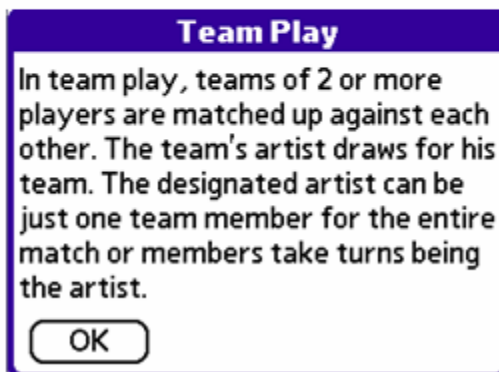 Team Play
In team play, teams of 2 or more
players are matched up against each
other. The team's artist draws for his
team. The designated artist can be
just one team member for the entire
match or members take turns being
the artist.
OK